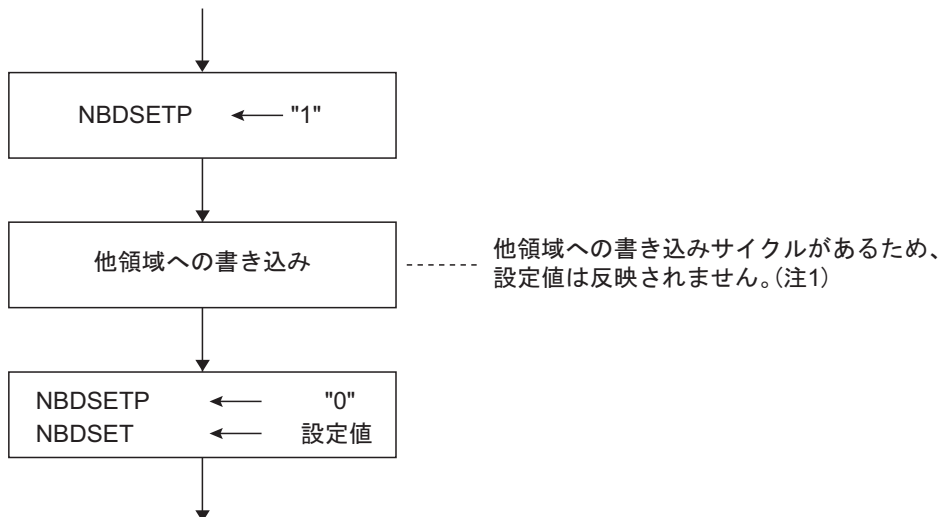 NBDSETP ← "1"
他領域への書き込み
他領域への書き込みサイクルがあるため、
設定値は反映されません。(注1)
NBDSETP ← "0"
NBDSET ← 設定値